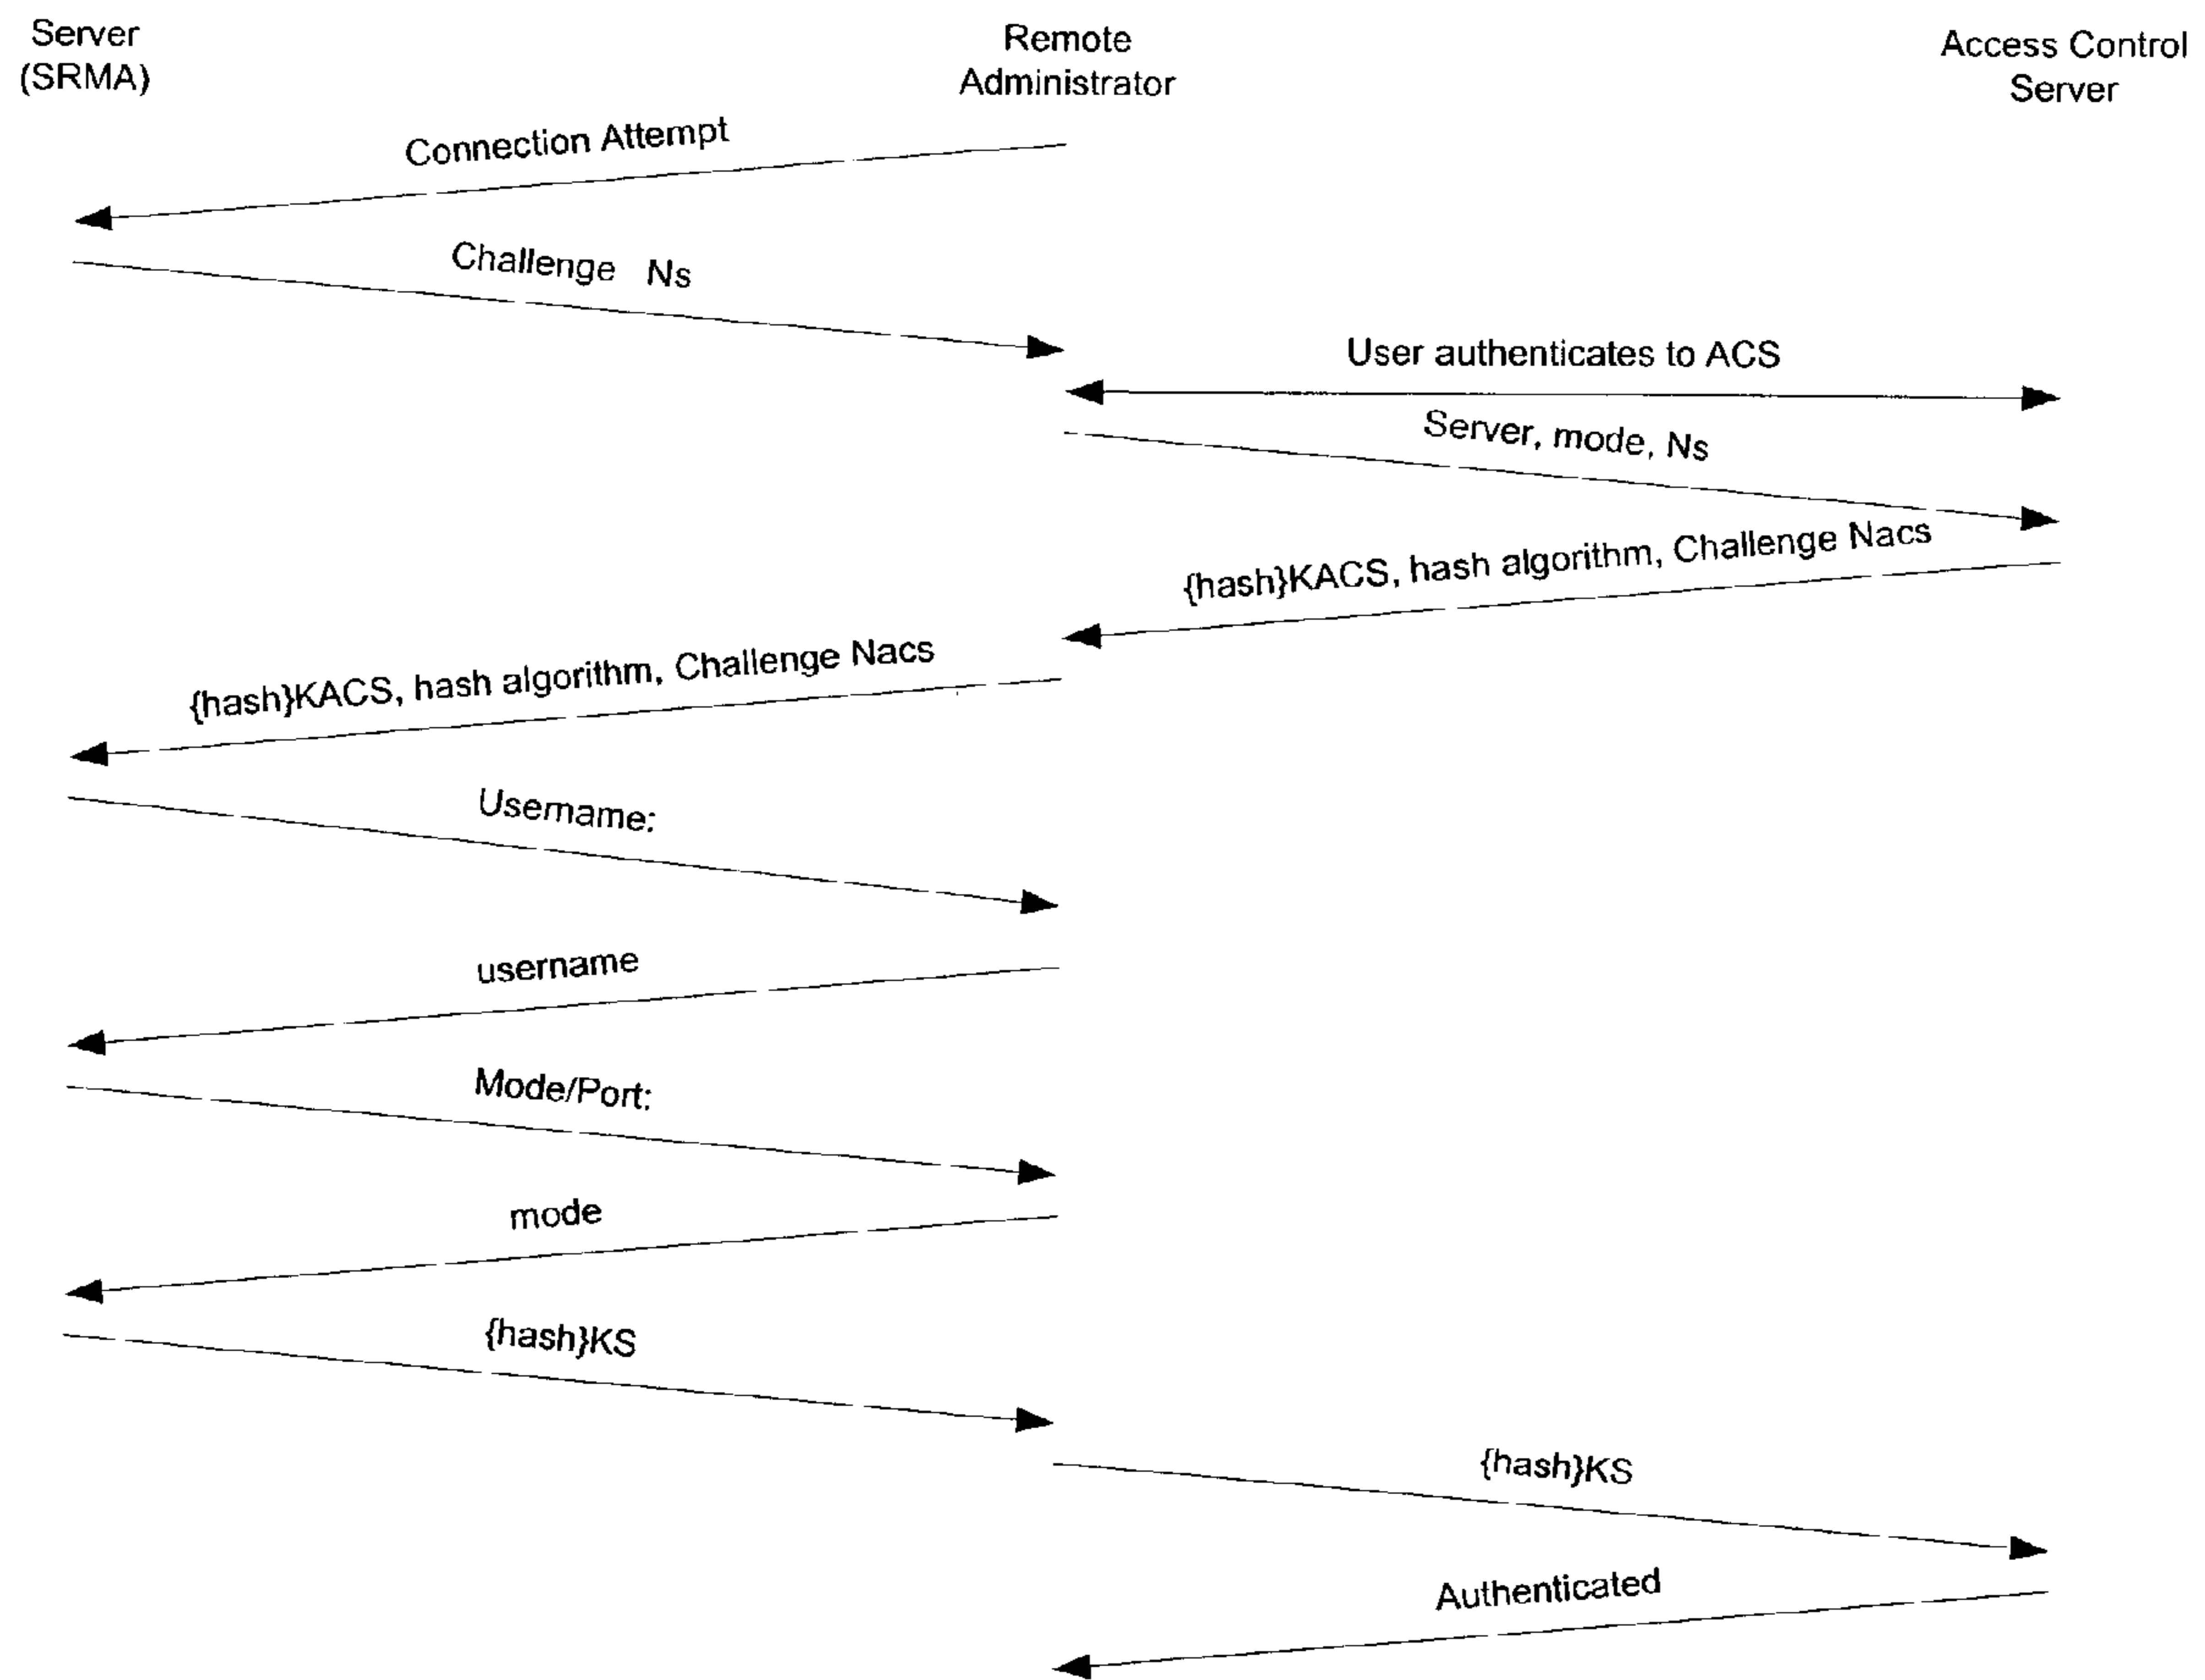 Server
(SRMA)
Remote
Administrator
Access Control
Server
Connection Attempt
Challenge Ns
User authenticates to ACS
Server, mode, Ns
{hash}KACS, hash algorithm, Challenge Nacs
{hash}KACS, hash algorithm, Challenge Nacs
Username:
username
Mode/Port:
mode
{hash}KS
{hash}KS
Authenticated